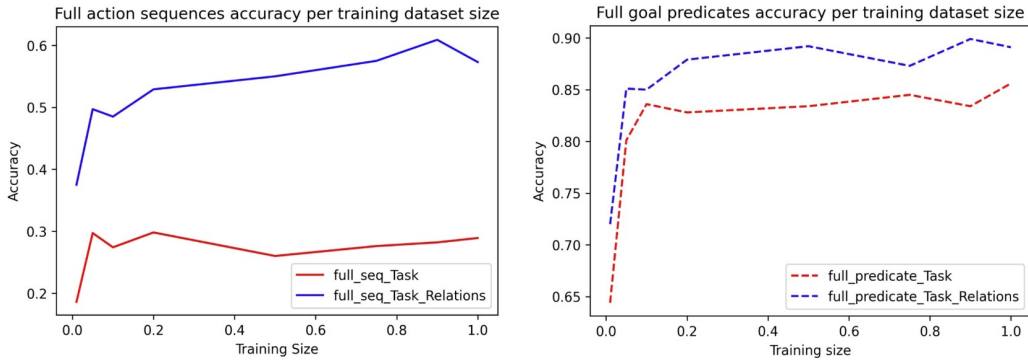 Full action sequences accuracy per training dataset size
Accuracy
0.6
0.5
0.4
0.3
0.2
0.0
0.2
0.4
0.6
0.8
1.0
Training Size
full_seq_Task
full_seq_Task_Relations
Full goal predicates accuracy per training dataset size
Accuracy
0.90
0.85
0.80
0.75
0.70
0.65
0.0
0.2
0.4
0.6
0.8
1.0
Training size
full_predicate_Task
full_predicate_Task_Relations